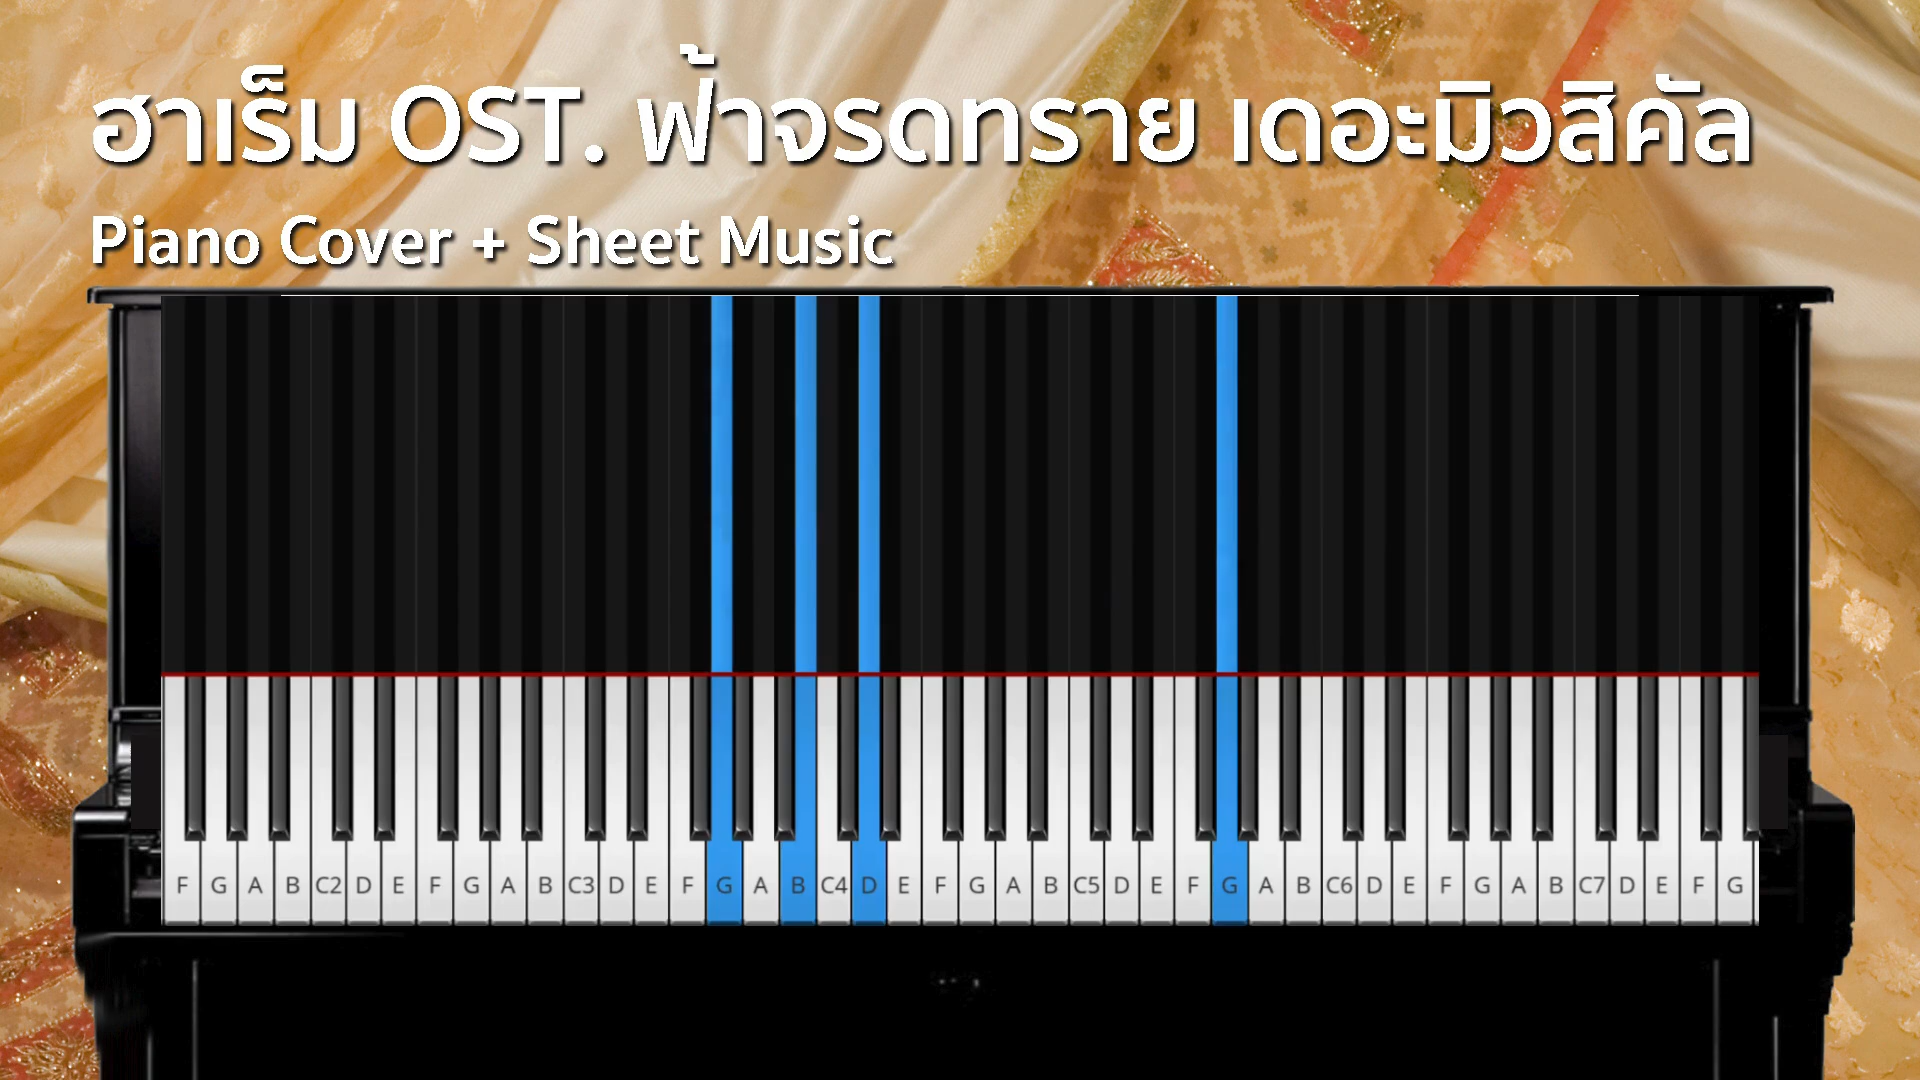 ฮาเร็ม OST. ฟ้าจรดทราย เดอะมิวสิคัล
Piano Cover + Sheet Music
F G A B C2 D E F G A B C3 D E F G A B C4 D E F G A B C5 D E F G A B C6 D E F G A B C7 D E F G